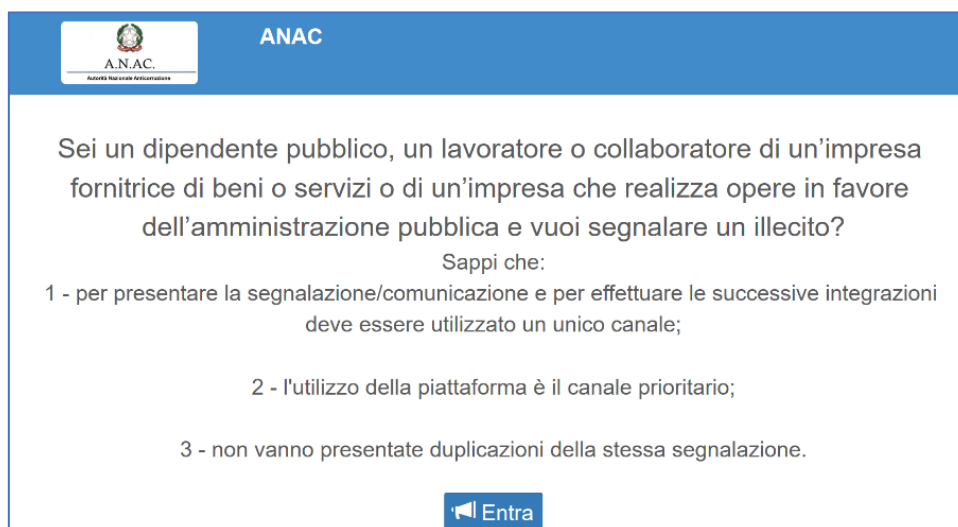 A.N.AC.
Autorità Nazionale Anticorruzione
ANAC
Sei un dipendente pubblico, un lavoratore o collaboratore di un’impresa
fornitrice di beni o servizi o di un’impresa che realizza opere in favore
dell’amministrazione pubblica e vuoi segnalare un illecito?
Sappi che:
1 - per presentare la segnalazione/comunicazione e per effettuare le successive integrazioni
deve essere utilizzato un unico canale;
2 - l'utilizzo della piattaforma è il canale prioritario;
3 - non vanno presentate duplicazioni della stessa segnalazione.
Entra